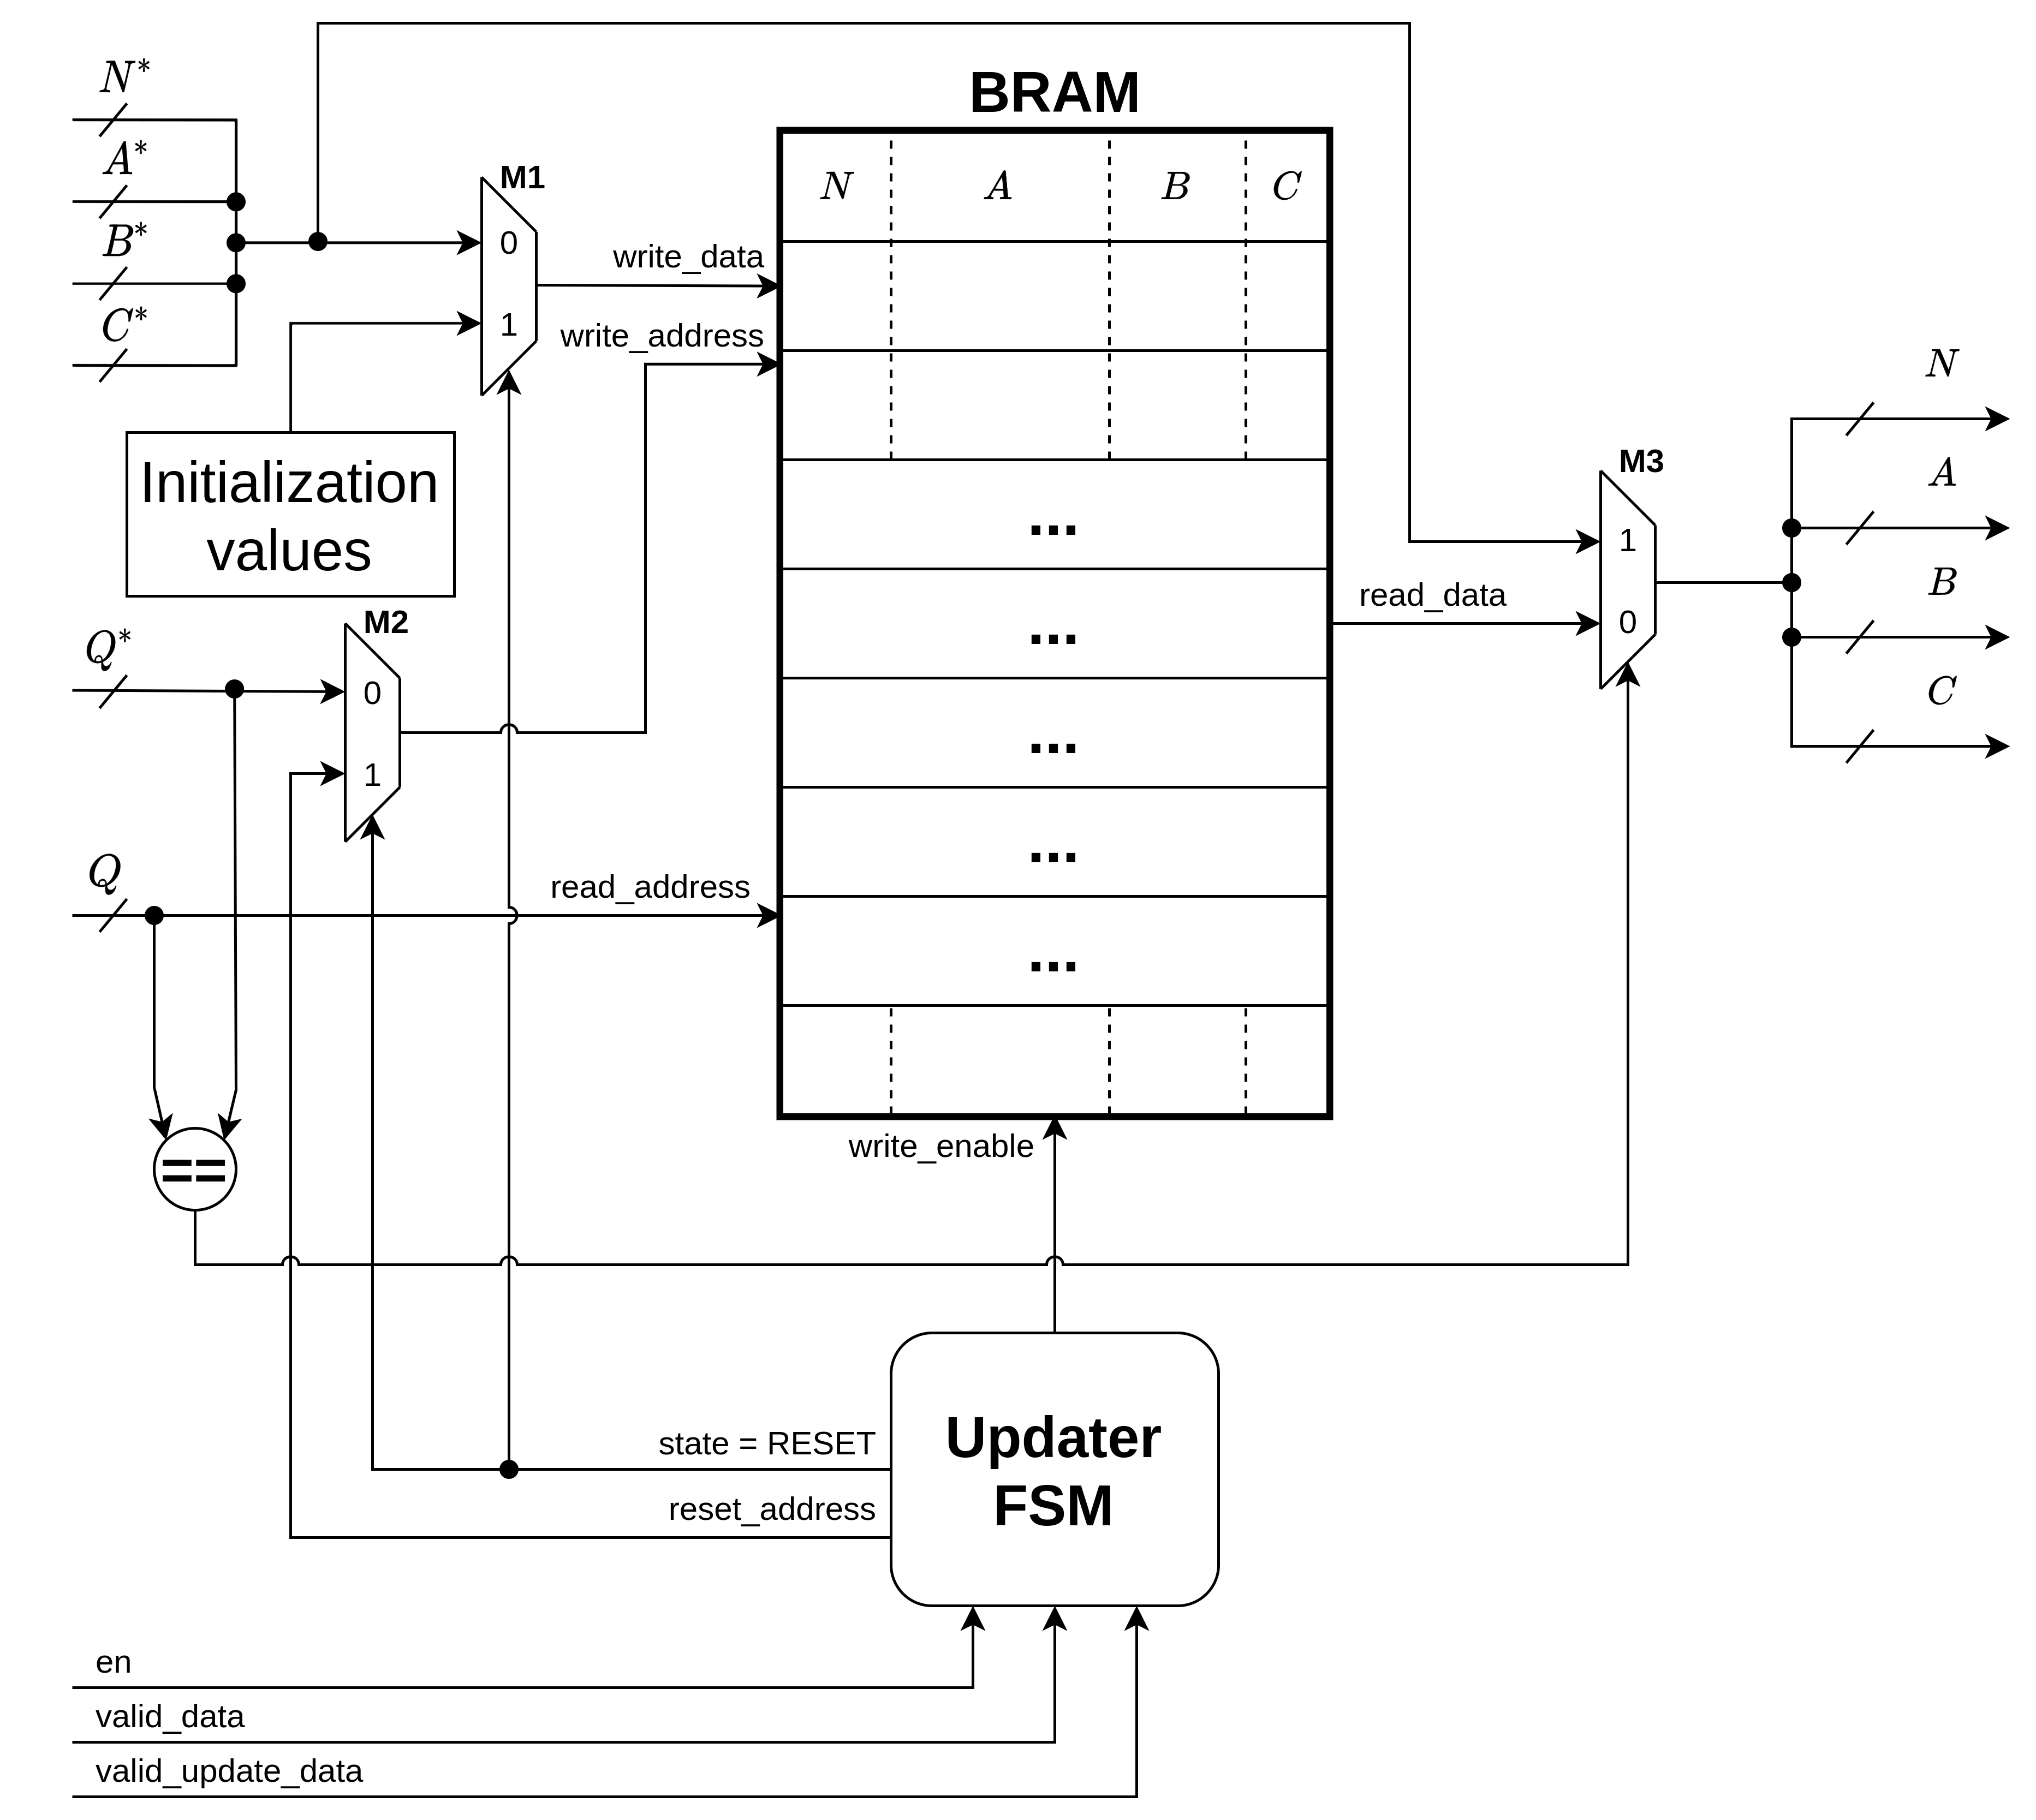 BRAM
N*
A*
B*
C*
M1
0
1
write_data
write_address
N A B C
Initialization
values
M2
Q*
0
1
Q
read_address
...
...
...
...
...
read_data
M3
1
0
N
A
B
C
==
write_enable
state = RESET
reset_address
Updater
FSM
en
valid_data
valid_update_data